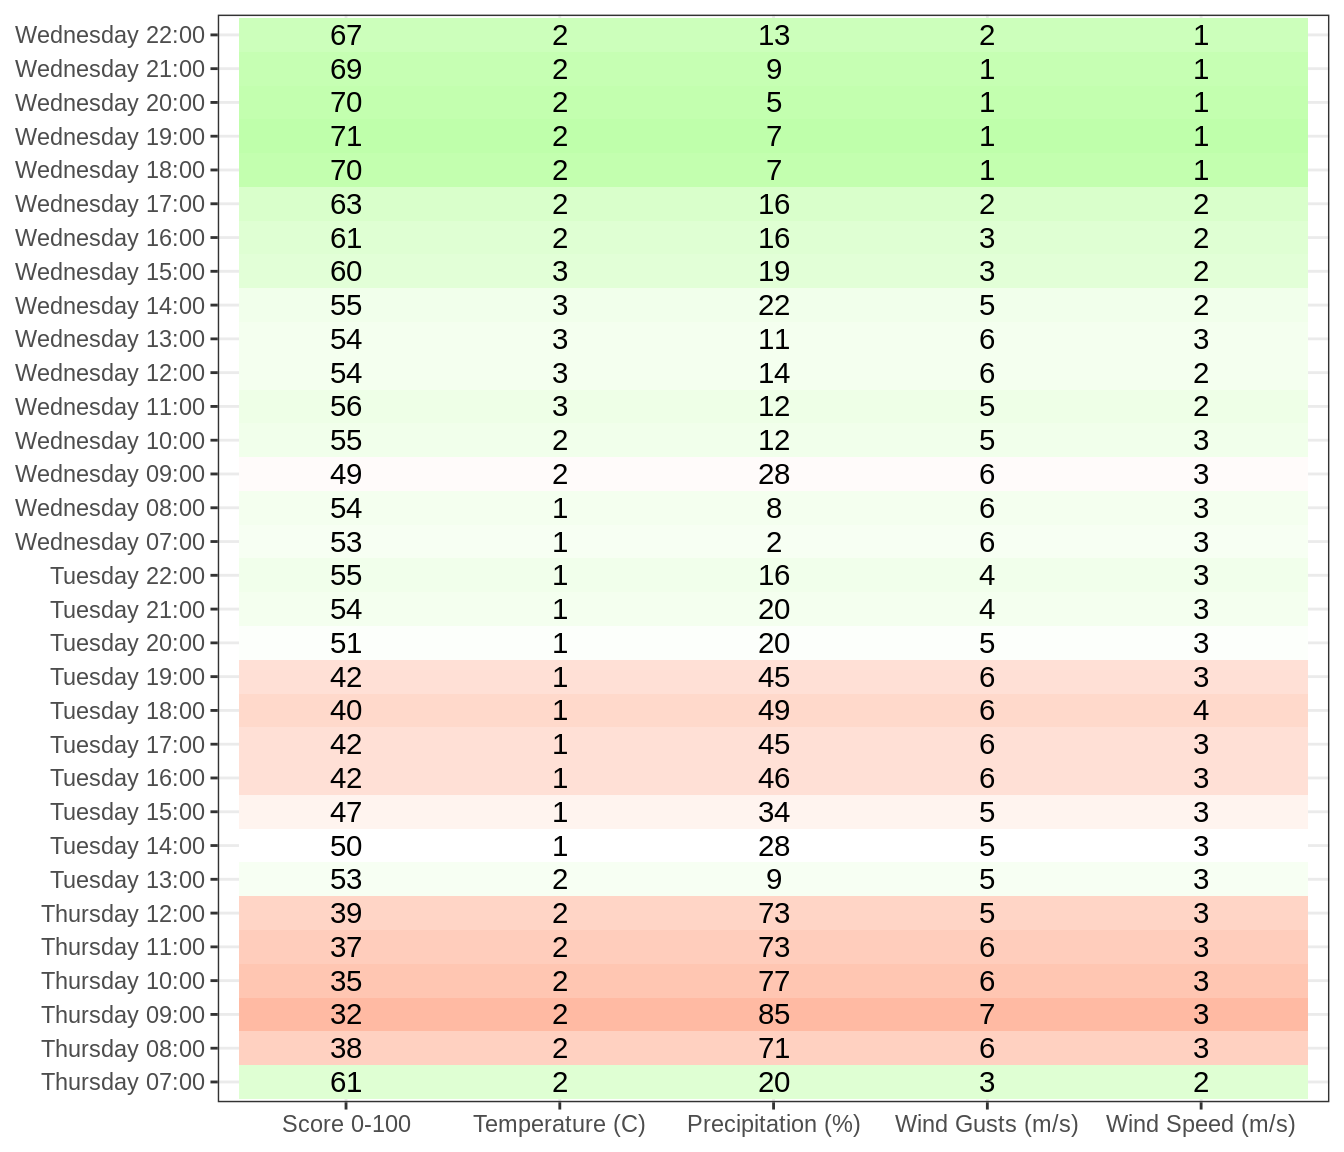 Wednesday 22:00 67 2 13 2 1
Wednesday 21:00 69 2 9 1 1
Wednesday 20:00 70 2 5 1 1
Wednesday 19:00 71 2 7 1 1
Wednesday 18:00 70 2 7 1 1
Wednesday 17:00 63 2 16 2 2
Wednesday 16:00 61 2 16 3 2
Wednesday 15:00 60 3 19 3 2
Wednesday 14:00 55 3 22 5 2
Wednesday 13:00 54 3 11 6 3
Wednesday 12:00 54 3 14 6 2
Wednesday 11:00 56 3 12 5 2
Wednesday 10:00 55 2 12 5 3
Wednesday 09:00 49 2 28 6 3
Wednesday 08:00 54 1 8 6 3
Wednesday 07:00 53 1 2 6 3
Tuesday 22:00 55 1 16 4 3
Tuesday 21:00 54 1 20 4 3
Tuesday 20:00 51 1 20 5 3
Tuesday 19:00 42 1 45 6 3
Tuesday 18:00 40 1 49 6 4
Tuesday 17:00 42 1 45 6 3
Tuesday 16:00 42 1 46 6 3
Tuesday 15:00 47 1 34 5 3
Tuesday 14:00 50 1 28 5 3
Tuesday 13:00 53 2 9 5 3
Thursday 12:00 39 2 73 5 3
Thursday 11:00 37 2 73 6 3
Thursday 10:00 35 2 77 6 3
Thursday 09:00 32 2 85 7 3
Thursday 08:00 38 2 71 6 3
Thursday 07:00 61 2 20 3 2
Score 0-100 Temperature (C) Precipitation (%) Wind Gusts (m/s) Wind Speed (m/s)